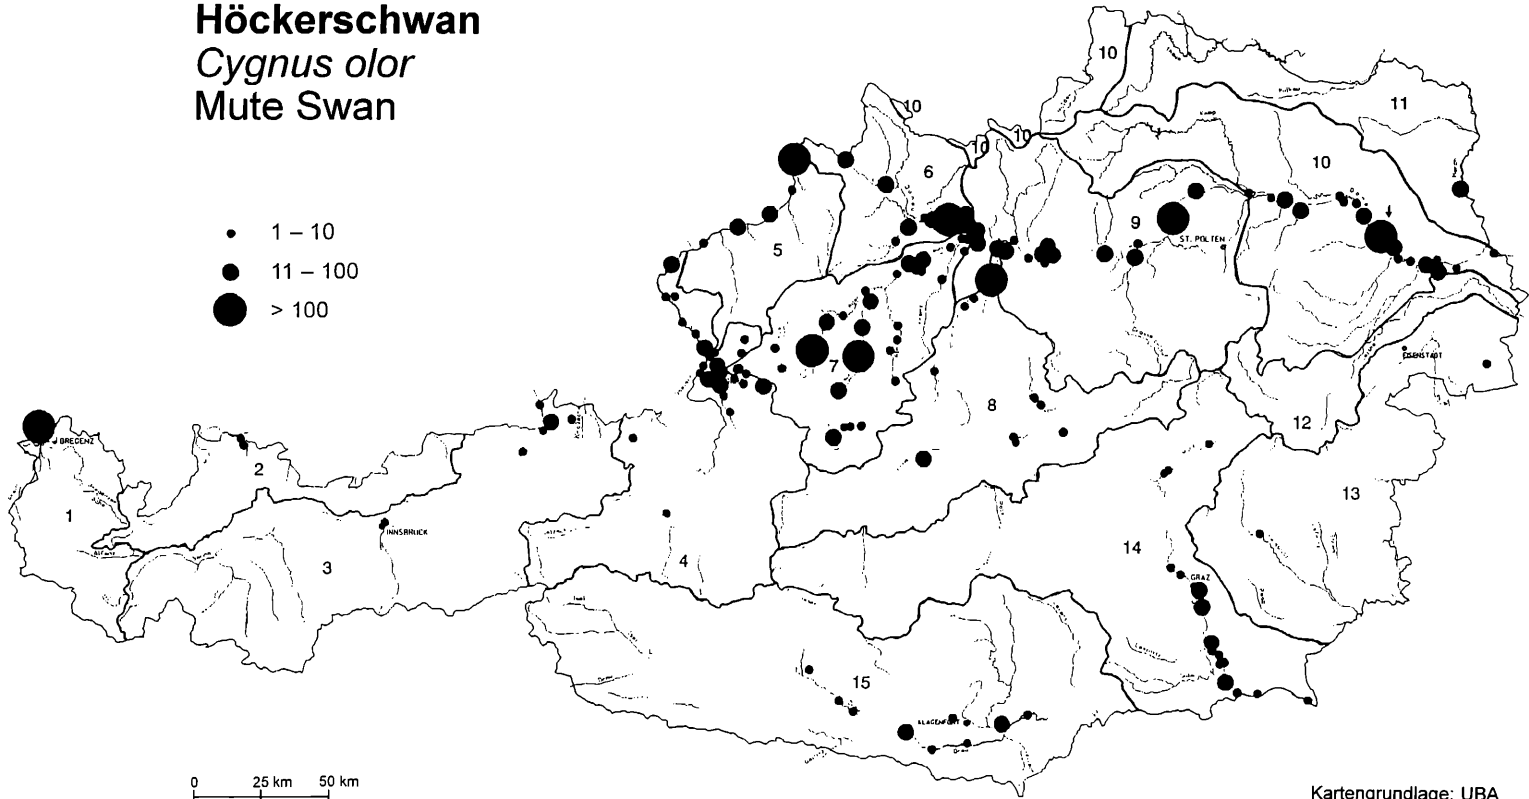 Höckerschwan
Cygnus olor
Mute Swan
1 – 10
11 – 100
> 100
10
10
11
10
10
10
6
9
ST. PÖLTEN
5
7
EISENSTADT
8
12
BREGENZ
2
13
1
INNSBRUCK
14
3
4
GRAZ
15
KLAGENFURT
0 25 km 50 km
Kartengrundlage: UBA